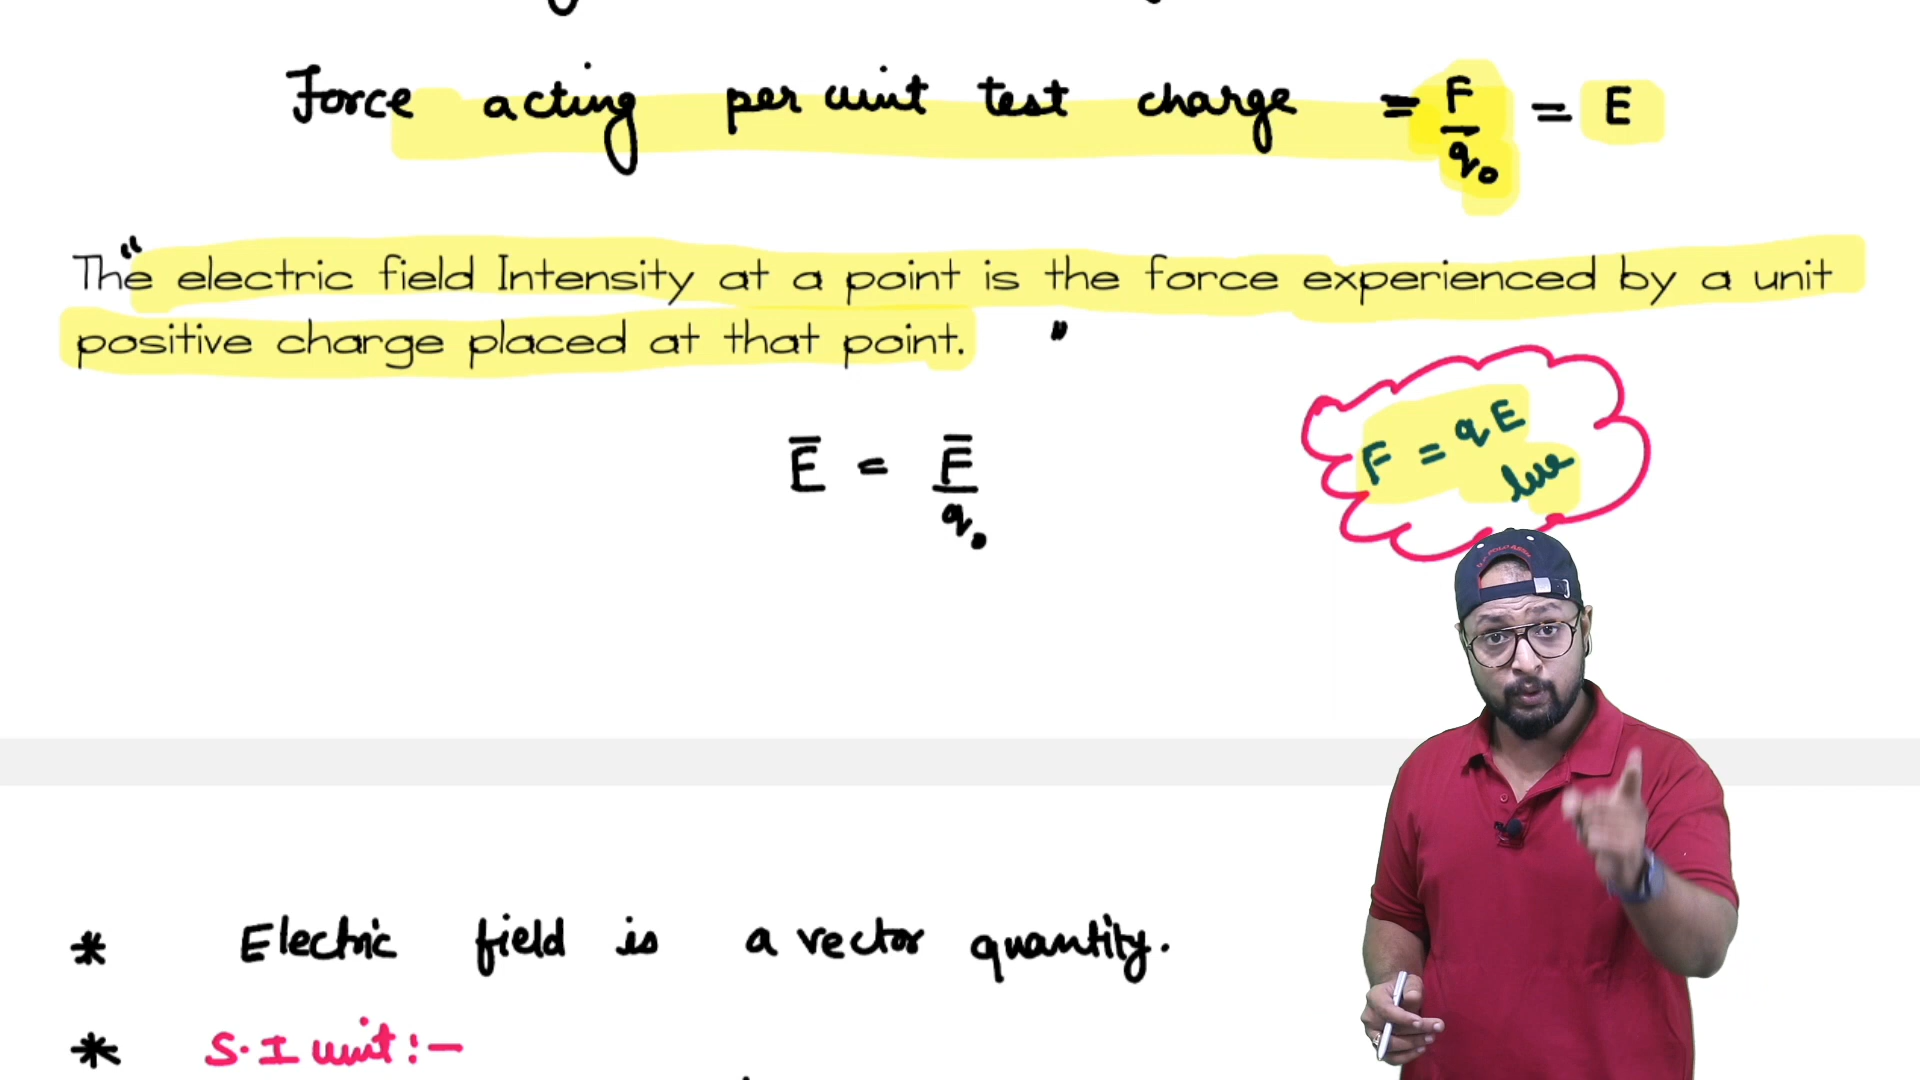 Force acting per unit test charge = F/q₀ = E
"The electric field Intensity at a point is the force experienced by a unit
positive charge placed at that point."
F = qE
E̅ = F̅/q₀
* Electric field is a vector quantity.
* S.I unit:-